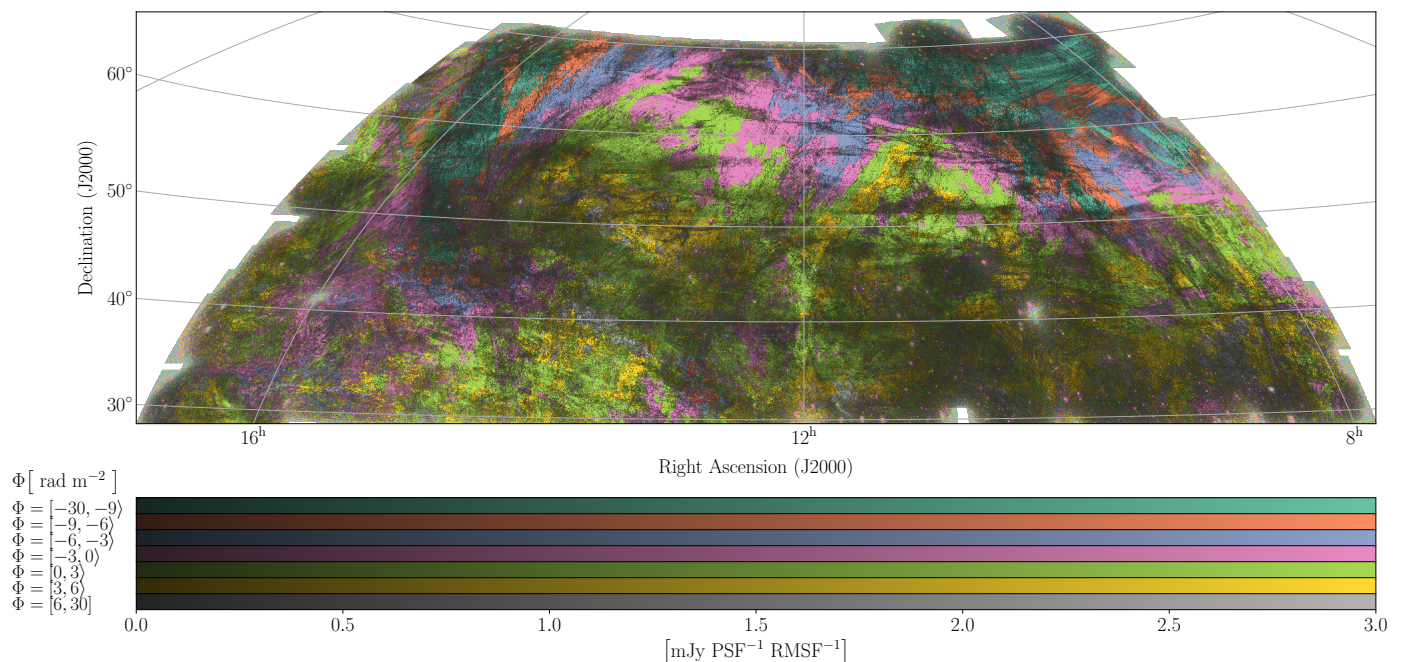 60°
50°
40°
30°
Declination (J2000)
16h 12h 8h
Right Ascension (J2000)
Φ[ rad m−2 ]
Φ = [−30, −9⟩
Φ = [−9, −6⟩
Φ = [−6, −3⟩
Φ = [−3, 0⟩
Φ = [0, 3⟩
Φ = [3, 6⟩
Φ = [6, 30]
0.0 0.5 1.0 1.5 2.0 2.5 3.0
[mJy PSF−1 RMSF−1]